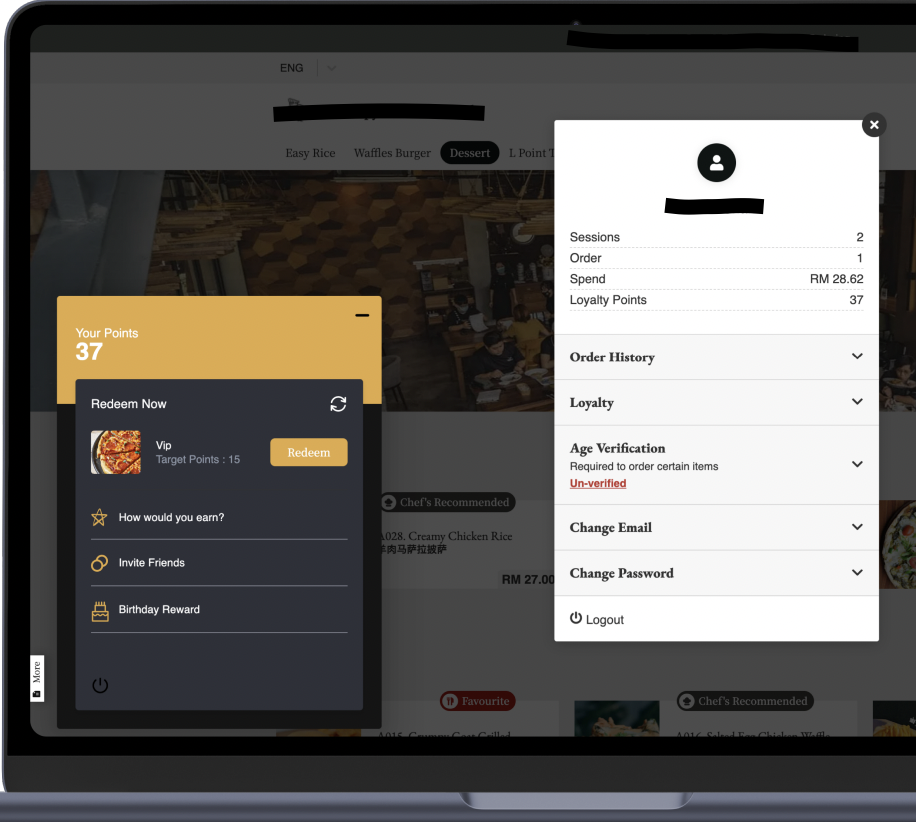 ENG
Easy Rice Waffles Burger Dessert L Point
Sessions 2
Order 1
Spend RM 28.62
Loyalty Points 37
Order History
Loyalty
Age Verification
Required to order certain items
Un-verified
Change Email
Change Password
Logout
Your Points
37
Redeem Now
Vip
Target Points : 15
Redeem
How would you earn?
Invite Friends
Birthday Reward
More
Chef's Recommended
A028. Creamy Chicken Rice
羊肉马萨拉披萨
RM 27.00
Favourite
Chef's Recommended
A015. Creamy Goat Grilled
A016. Salted Egg Chicken Waffle